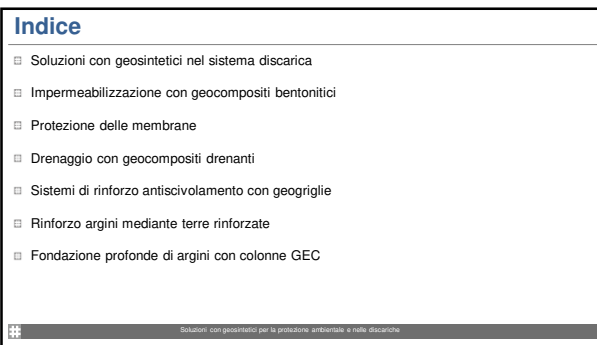 Indice
Soluzioni con geosintetici nel sistema discarica
Impermeabilizzazione con geocompositi bentonitici
Protezione delle membrane
Drenaggio con geocompositi drenanti
Sistemi di rinforzo antiscivolamento con geogriglie
Rinforzo argini mediante terre rinforzate
Fondazione profonde di argini con colonne GEC
Soluzioni con geosintetici per la protezione ambientale e nelle discariche